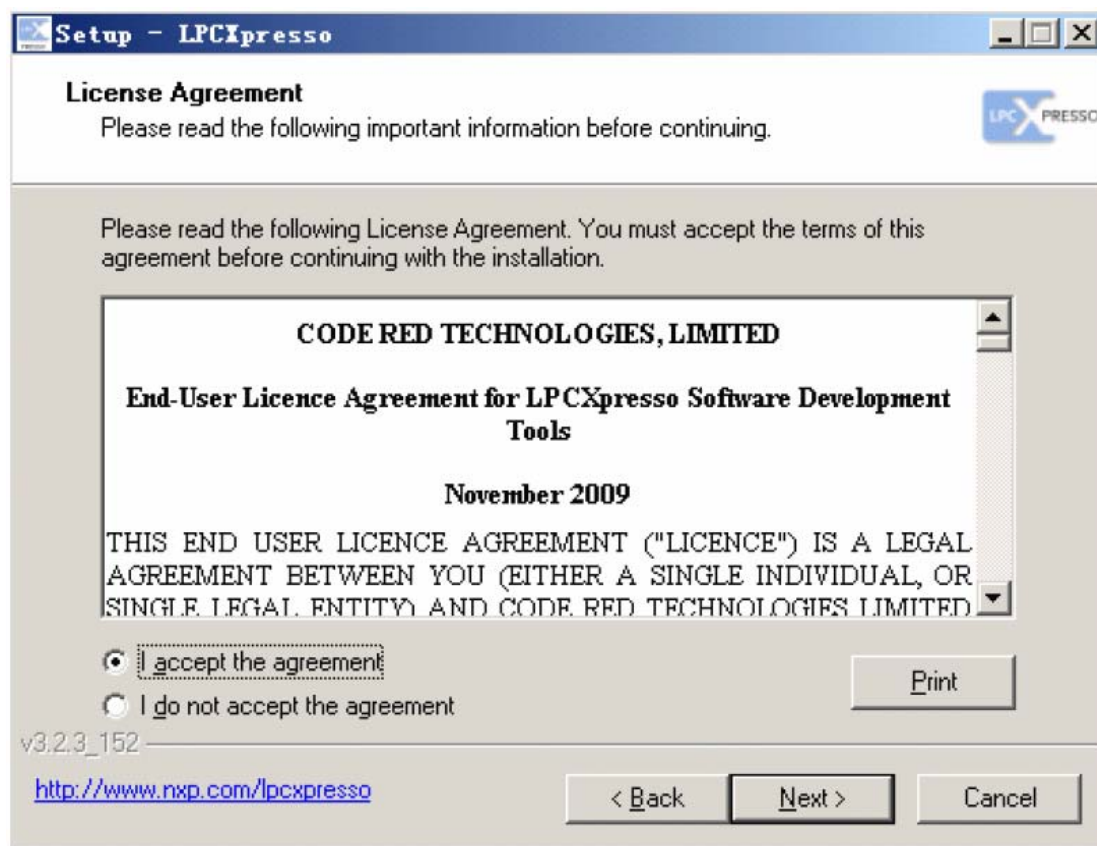 Setup - LPCXpresso
License Agreement
Please read the following important information before continuing.
LPC XPRESSO
Please read the following License Agreement. You must accept the terms of this
agreement before continuing with the installation.
CODE RED TECHNOLOGIES, LIMITED
End-User Licence Agreement for LPCXpresso Software Development
Tools
November 2009
THIS END USER LICENCE AGREEMENT ("LICENCE") IS A LEGAL
AGREEMENT BETWEEN YOU (EITHER A SINGLE INDIVIDUAL, OR
SINGLE LEGAL ENTITY) AND CODE RED TECHNOLOGIES LIMITED
I accept the agreement
Print
I do not accept the agreement
v3.2.3_152
http://www.nxp.com/lpcxpresso
< Back
Next >
Cancel